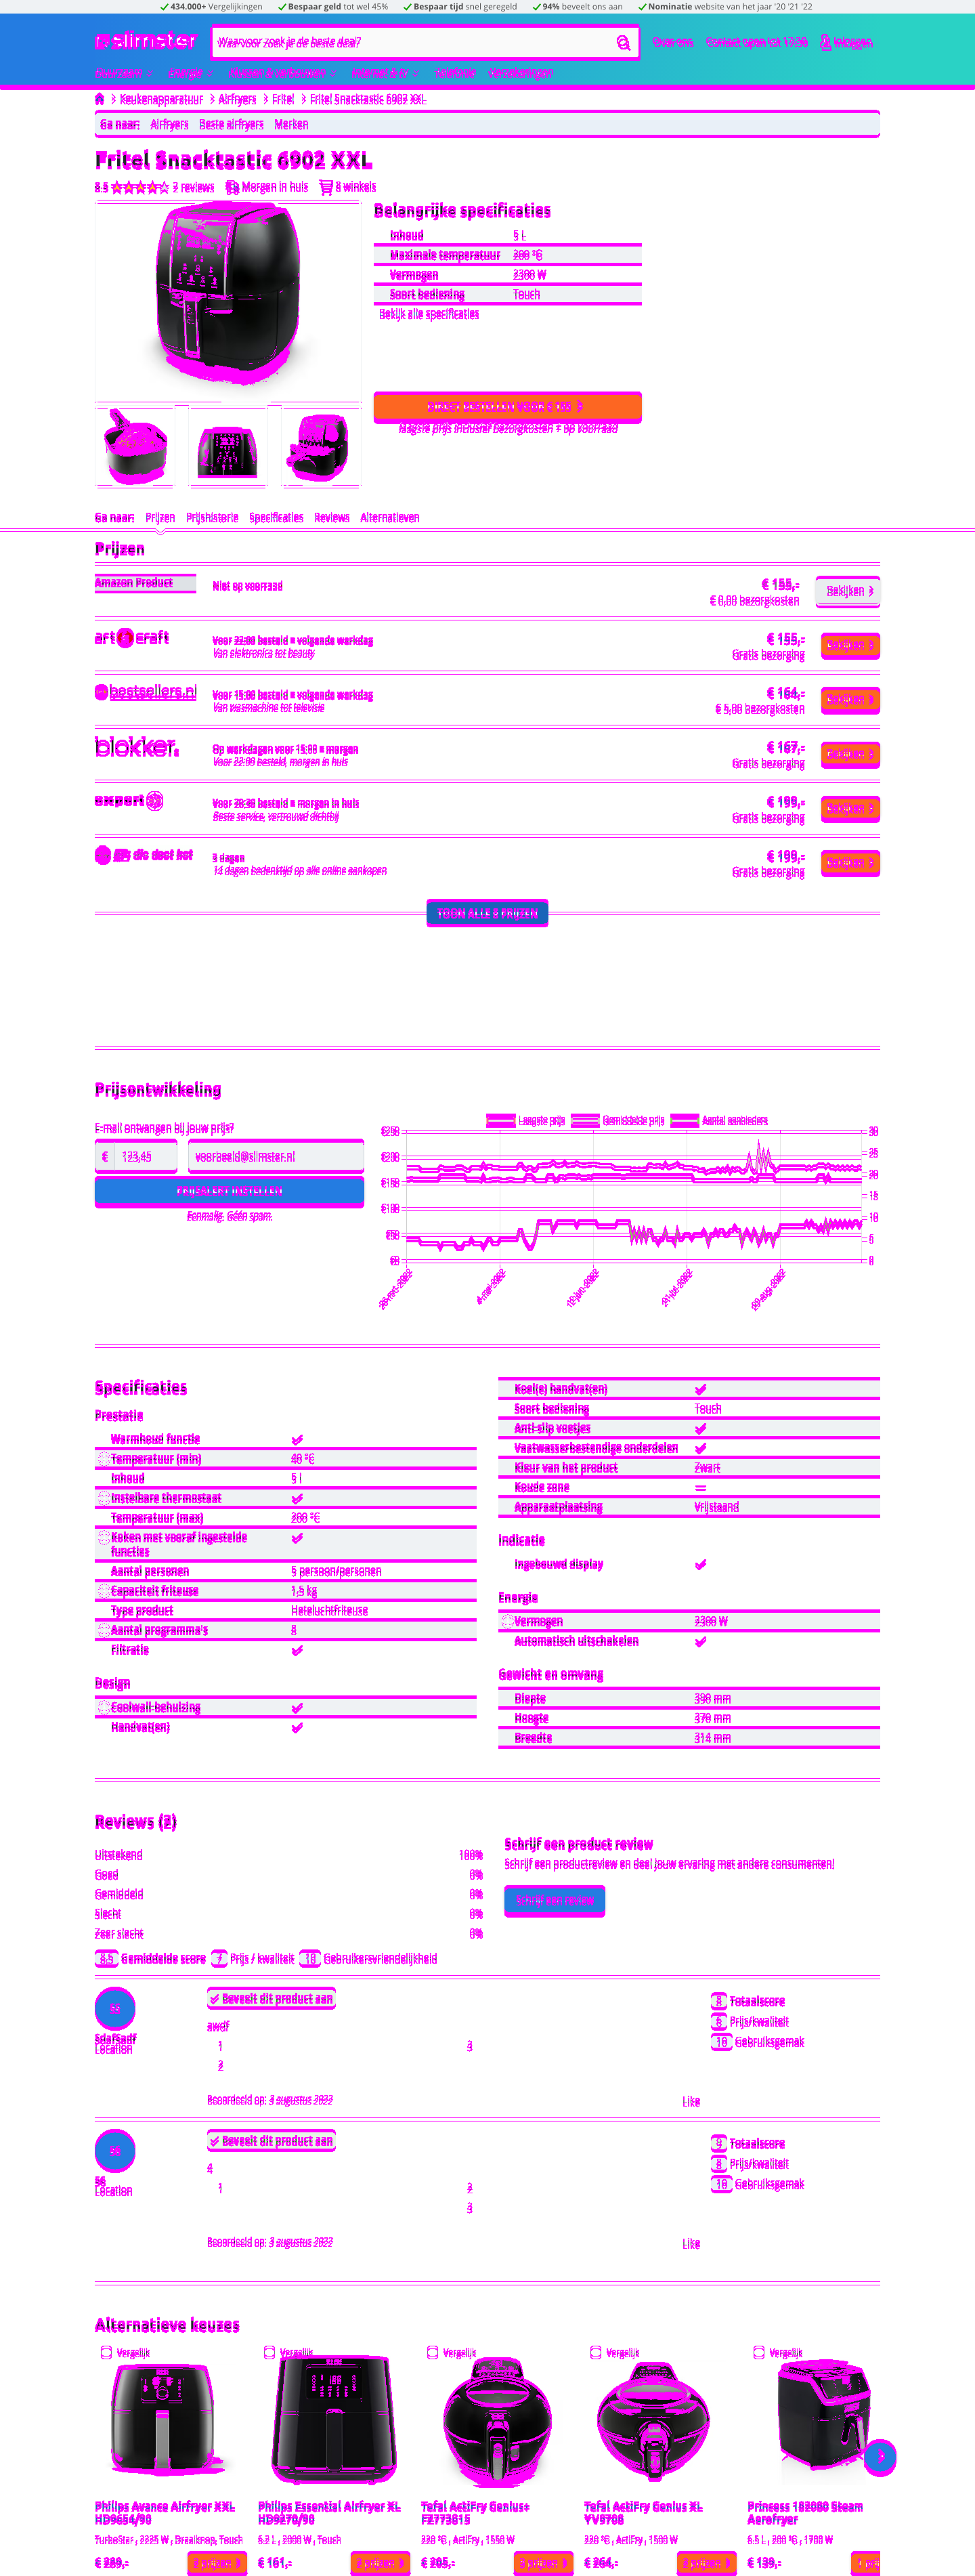 434.000+ Vergelijkingen
Bespaar geld tot wel 45%
Bespaar tijd snel geregeld
94% beveelt ons aan
Nominatie website van het jaar '20 '21 '22
slimster
Waarvoor zoek je de beste deal?
Over ons
Contact open tot 17:30
Inloggen
Keukenapparatuur > Airfryers > Fritel > Fritel Snacktastic 6902 XXL
Ga naar: Airfryers Beste airfryers Merken
Fritel Snacktastic 6902 XXL
8.5 2 reviews Morgen in huis 8 winkels
Belangrijke specificaties
Inhoud 5 L
Maximale temperatuur 200 °C
Vermogen 2300 W
Soort bediening Touch
Bekijk alle specificaties
DIRECT BESTELLEN VOOR € 155
Laagste prijs inclusief bezorgkosten + op voorraad
Ga naar: Prijzen Prijshistorie Specificaties Reviews Alternatieven
Prijzen
Amazon Product
Niet op voorraad
€ 155,-
€ 0,00 bezorgkosten
Bekijken
art craft
Voor 22:00 besteld = volgende werkdag
Van elektronica tot beauty
€ 155,-
Gratis bezorging
Bekijken
bestsellers.nl
Voor 15:00 besteld = volgende werkdag
Van wasmachine tot televisie
€ 164,-
€ 5,00 bezorgkosten
Bekijken
blokker.
Op werkdagen voor 15:00 = morgen
Voor 22:00 besteld, morgen in huis
€ 167,-
Gratis bezorging
Bekijken
expert
Voor 20:30 besteld = morgen in huis
Beste service, vertrouwd dichtbij
€ 199,-
Gratis bezorging
Bekijken
die doet het
3 dagen
14 dagen bedenktijd op alle online aankopen
€ 199,-
Gratis bezorging
Bekijken
TOON ALLE 8 PRIJZEN
Prijsontwikkeling
E-mail ontvangen bij jouw prijs?
€ 123,45
voorbeeld@slimster.nl
PRIJSALERT INSTELLEN
Eenmalig. Géén spam.
Laagste prijs Gemiddelde prijs Aantal aanbieders
€250
€200
€150
€100
€50
€0
30
25
20
15
10
5
0
Specificaties
Prestatie
Warmhoud functie
Temperatuur (min) 40 °C
Inhoud 5 l
Instelbare thermostaat
Temperatuur (max) 200 °C
Koken met vooraf ingestelde
functies
Aantal personen 5 persoon/personen
Capaciteit friteuse 1,5 kg
Type product Heteluchtfriteuse
Aantal programma's 8
Filtratie
Design
Coolwall-behuizing
Handvat(en)
Koel(e) handvat(en)
Soort bediening Touch
Anti-slip voetjes
Vaatwasserbestendige onderdelen
Kleur van het product Zwart
Koude zone
Apparaatplaatsing Vrijstaand
Indicatie
Ingebouwd display
Energie
Vermogen 2300 W
Automatisch uitschakelen
Gewicht en omvang
Diepte 390 mm
Hoogte 370 mm
Breedte 314 mm
Reviews (2)
Uitstekend 100%
Goed 0%
Gemiddeld 0%
Slecht 0%
Zeer slecht 0%
8,5 Gemiddelde score 7 Prijs / kwaliteit 10 Gebruikersvriendelijkheid
Schrijf een product review
Schrijf een productreview en deel jouw ervaring met andere consumenten!
Sdafsadf
Location
Beveelt dit product aan
awdf
1
2
3
Beoordeeld op: 3 augustus 2022
Like
8 Totaalscore
6 Prijs/kwaliteit
10 Gebruiksgemak
56
Location
Beveelt dit product aan
4
1
2
3
Beoordeeld op: 3 augustus 2022
Like
9 Totaalscore
8 Prijs/kwaliteit
10 Gebruiksgemak
Alternatieve keuzes
Vergelijk
Vergelijk
Vergelijk
Vergelijk
Vergelijk
Philips Avance Airfryer XXL
HD9654/90
TurboStar, 2225 W, Draaiknop, Touch
€ 289,-
Philips Essential Airfryer XL
HD9270/90
6.2 L, 2000 W, Touch
€ 161,-
Tefal ActiFry Genius+
FZ773815
220 °C, ActiFry, 1550 W
€ 205,-
Tefal ActiFry Genius XL
YV9708
220 °C, ActiFry, 1500 W
€ 264,-
Princess 182080 Steam
Aerofryer
6.5 L, 200 °C, 1700 W
€ 139,-